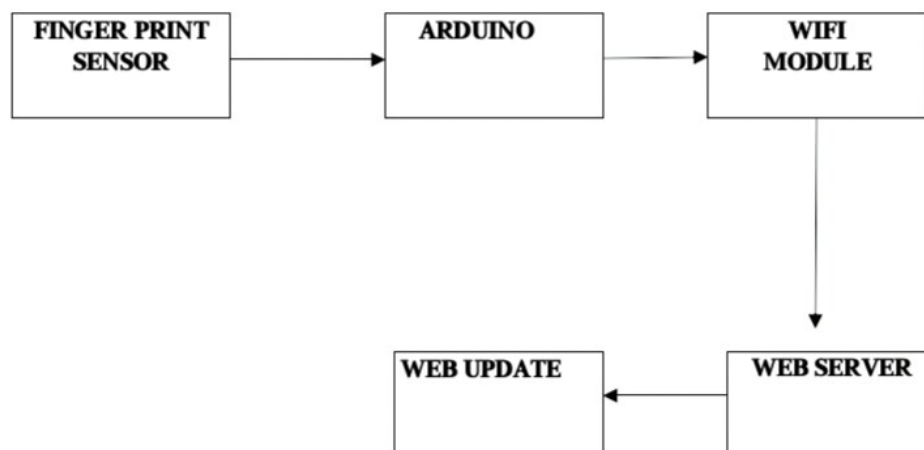 FINGER PRINT
SENSOR
ARDUINO
WIFI
MODULE
WEB UPDATE
WEB SERVER